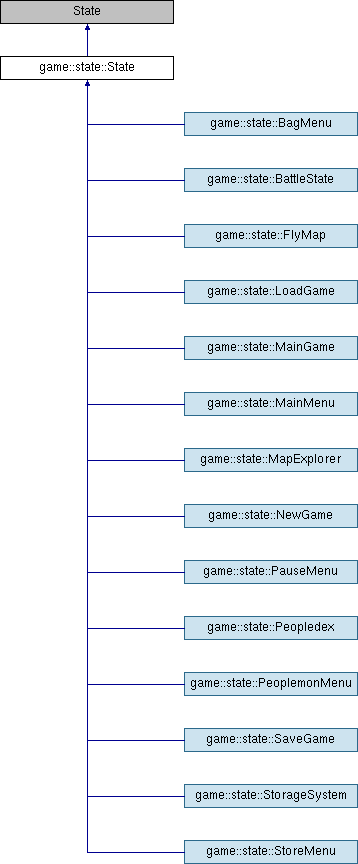 State
game::state::State
game::state::BagMenu
game::state::BattleState
game::state::FlyMap
game::state::LoadGame
game::state::MainGame
game::state::MainMenu
game::state::MapExplorer
game::state::NewGame
game::state::PauseMenu
game::state::Peopledex
game::state::PeoplemonMenu
game::state::SaveGame
game::state::StorageSystem
game::state::StoreMenu